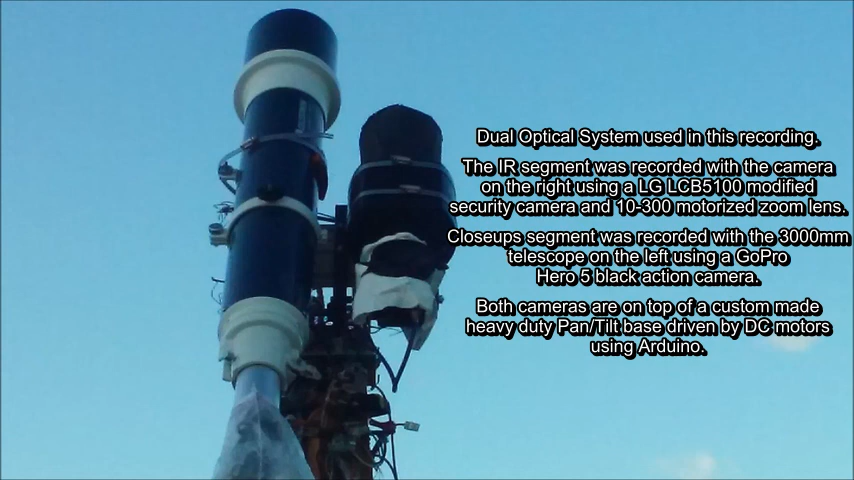 Dual Optical System used in this recording.
The IR segment was recorded with the camera
on the right using a LG LCB5100 modified
security camera and 10-300 motorized zoom lens.
Closeups segment was recorded with the 3000mm
telescope on the left using a GoPro
Hero 5 black action camera.
Both cameras are on top of a custom made
heavy duty Pan/Tilt base driven by DC motors
using Arduino.